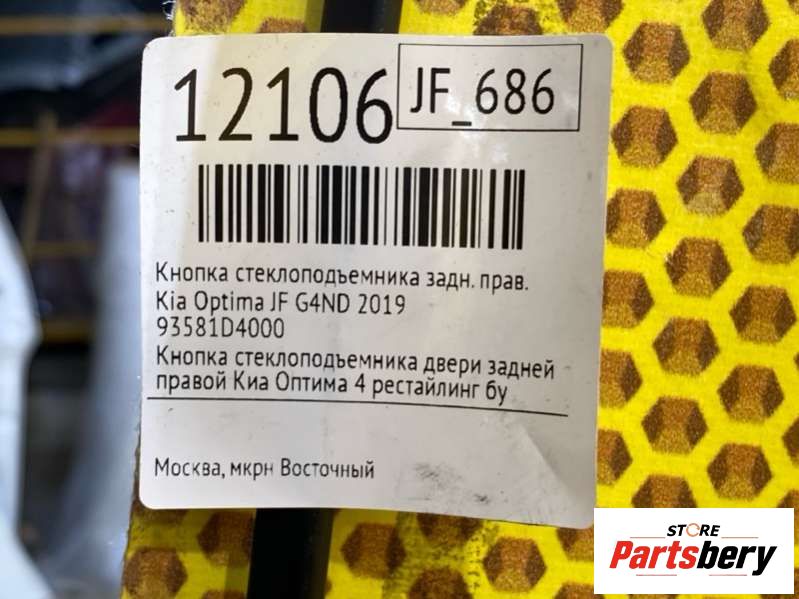 12106
JF_686
Кнопка стеклоподъемника задн. прав.
Kia Optima JF G4ND 2019
93581D4000
Кнопка стеклоподъемника двери задней
правой Киа Оптима 4 рестайлинг бу
Москва, мкрн Восточный
STORE
Partsbery